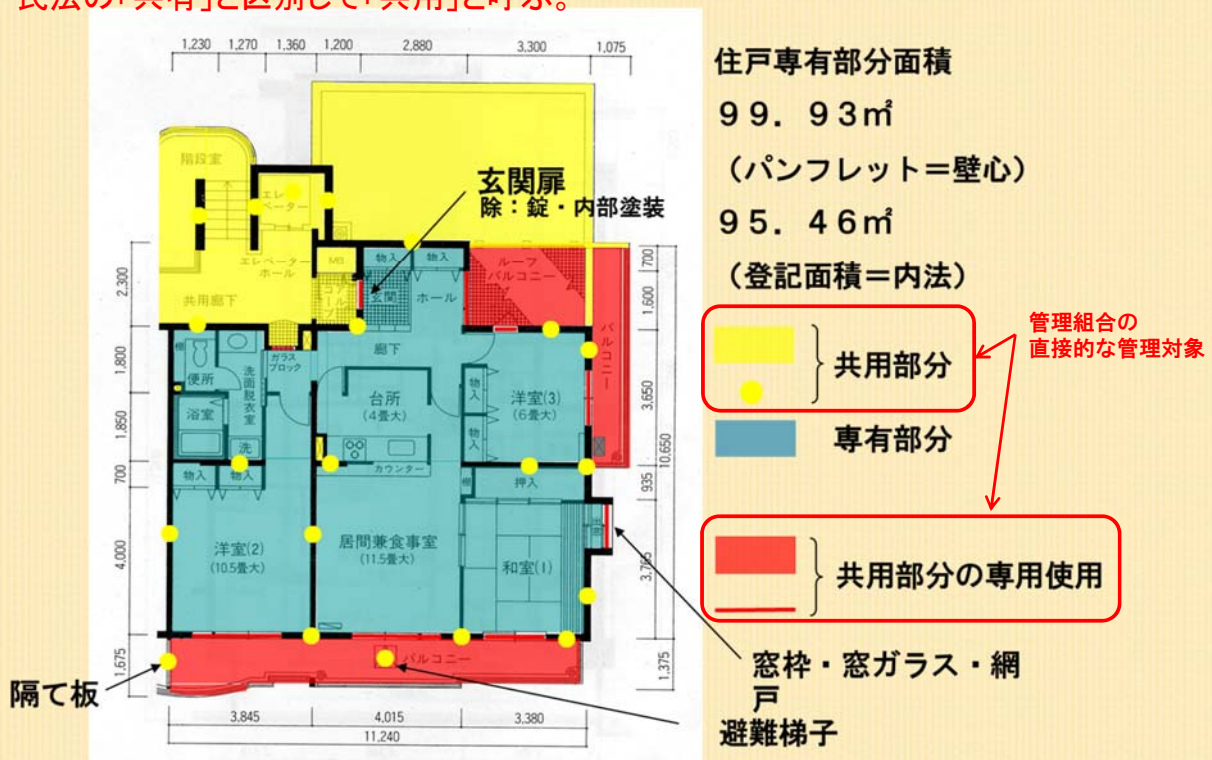 民法の「共有」と区別して「共用」と呼ぶ。
1,230 1,270 1,360 1,200 2,880 3,300 1,075
住戸専有部分面積
99.93㎡
(パンフレット=壁心)
95.46㎡
(登記面積=内法)
階段室
エレベーター
玄関扉
除:錠・内部塗装
エレベーター
ホール
MB
物入 物入
ルーフ
バルコニー
共用廊下
アルコーブ
玄関
ホール
バルコニー
2,300
700
1,600
管理組合の
直接的な管理対象
共用部分
専有部分
共用部分の専用使用
棚
便所
洗面脱衣室
ガラス
ブロック
廊下
台所
(4畳大)
物入
洋室(3)
(6畳大)
1,800
浴室
洗
物入
カウンター
1,850
3,650
10,650
700
物入 物入
棚
押入
935
洋室(2)
(10.5畳大)
居間兼食事室
(11.5畳大)
和室(1)
出窓
4,000
3,765
バルコニー
1,675
1,375
隔て板
窓枠・窓ガラス・網
戸
避難梯子
3,845 4,015 3,380
11,240